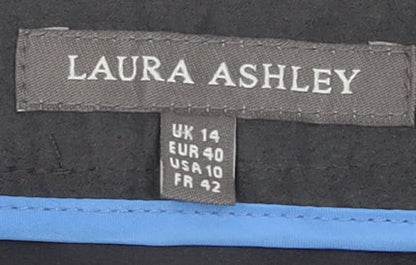 LAURA ASHLEY
UK 14
EUR 40
USA 10
FR 42